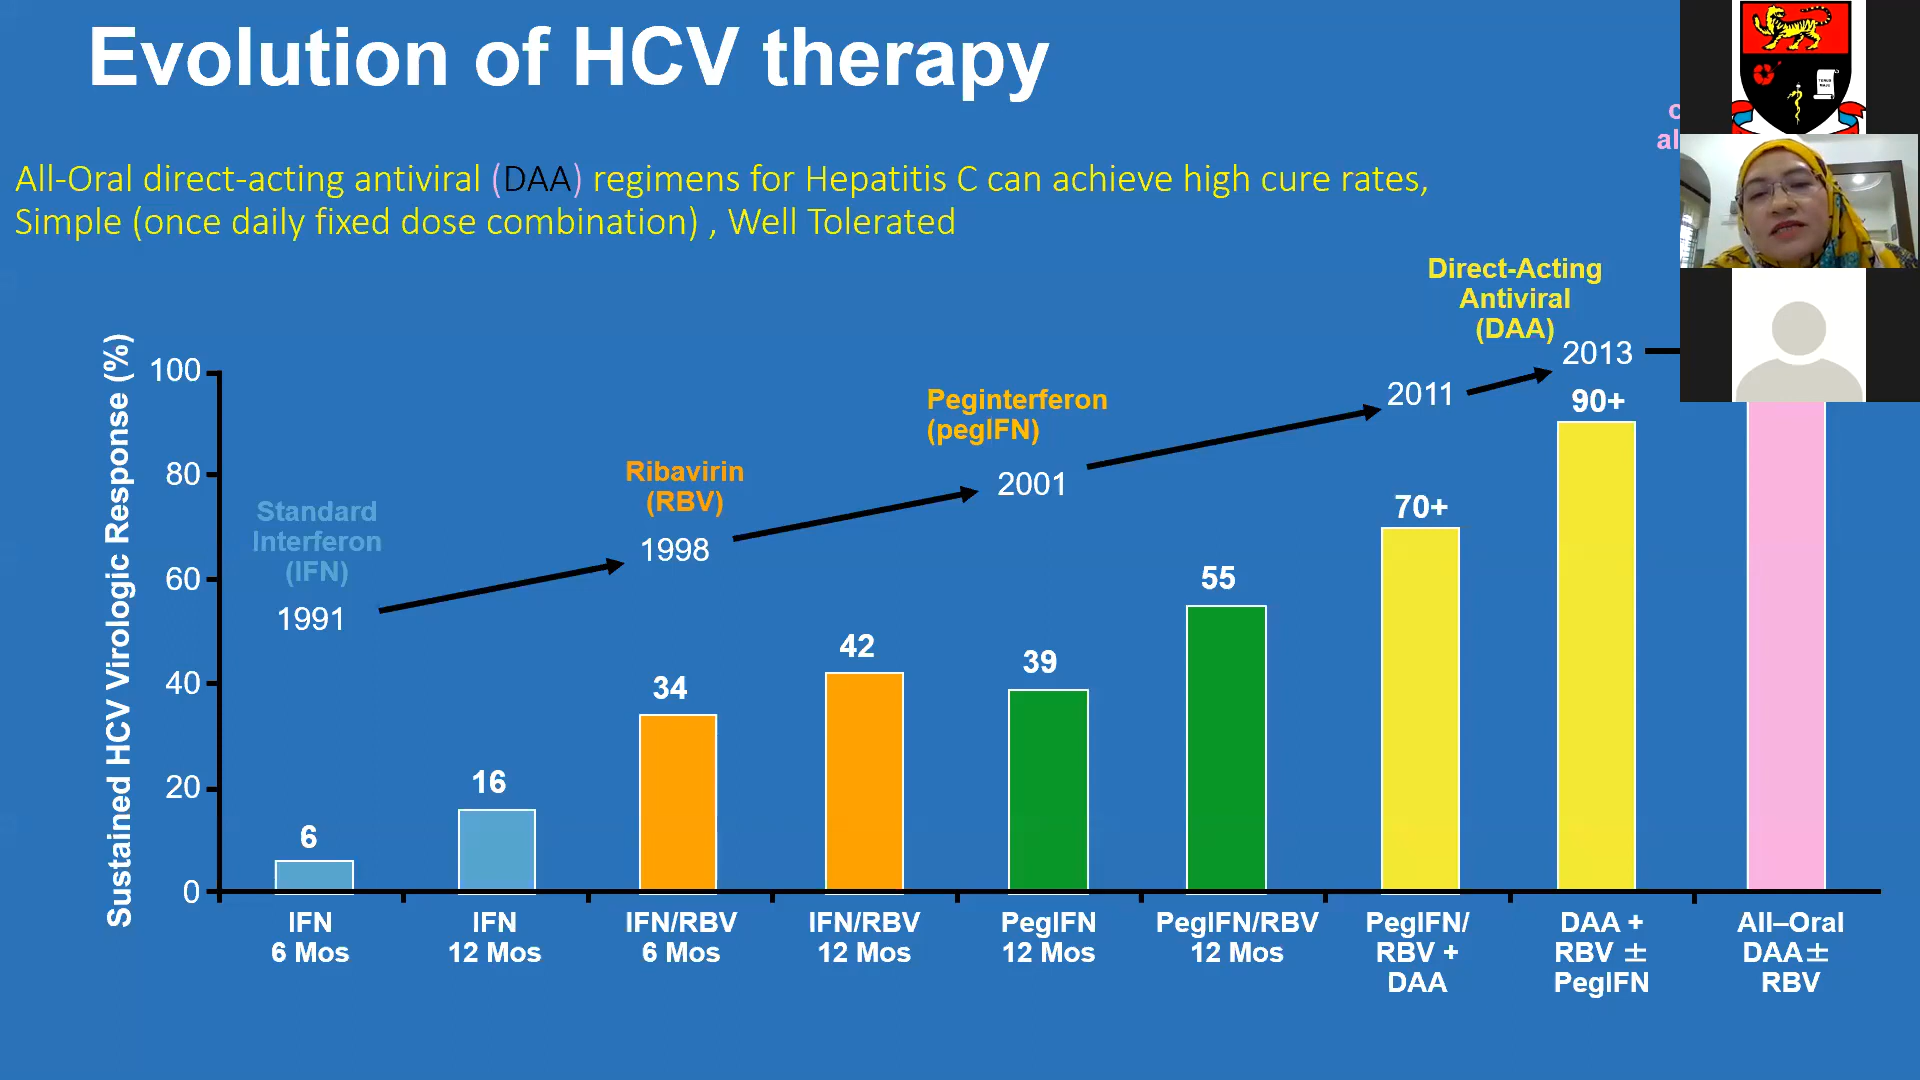 Evolution of HCV therapy
All-Oral direct-acting antiviral (DAA) regimens for Hepatitis C can achieve high cure rates,
Simple (once daily fixed dose combination) , Well Tolerated
Direct-Acting
Antiviral
(DAA)
2013
2011
Peginterferon
(pegIFN)
2001
Ribavirin
(RBV)
1998
Standard
Interferon
(IFN)
1991
Sustained HCV Virologic Response (%)
100
80
60
40
20
0
6
16
34
42
39
55
70+
90+
IFN
6 Mos
IFN
12 Mos
IFN/RBV
6 Mos
IFN/RBV
12 Mos
PegIFN
12 Mos
PegIFN/RBV
12 Mos
PegIFN/
RBV +
DAA
DAA +
RBV ±
PegIFN
All–Oral
DAA±
RBV